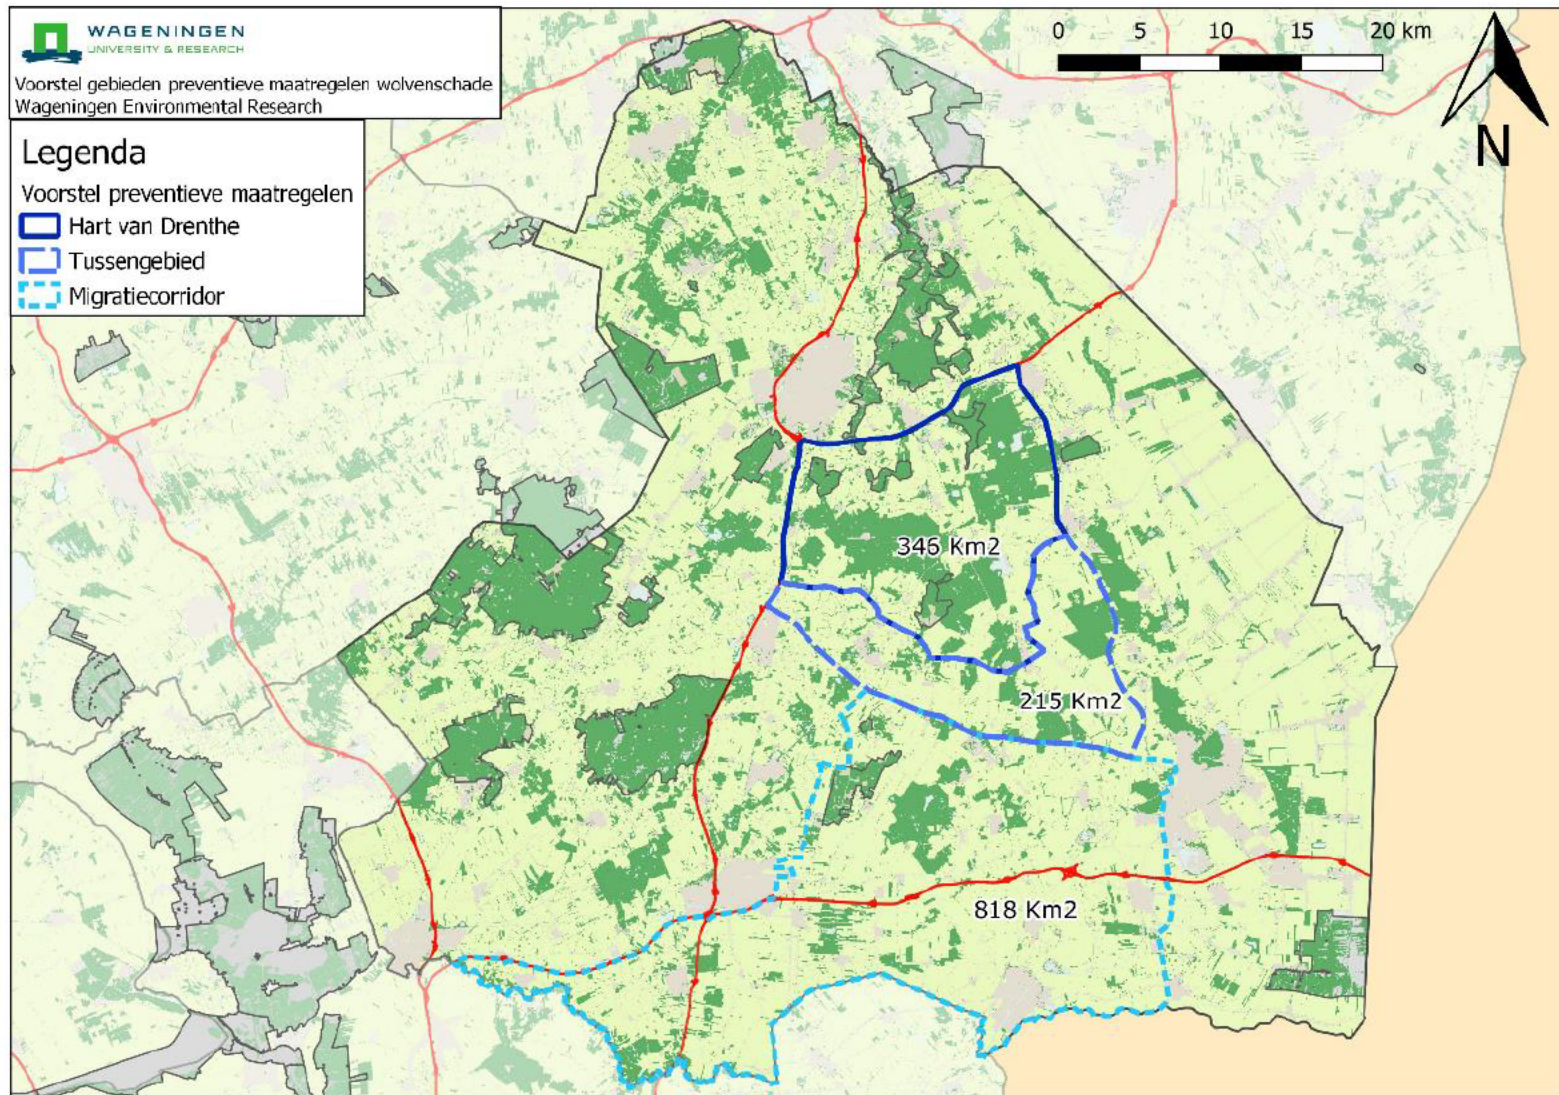 WAGENINGEN
UNIVERSITY & RESEARCH
Voorstel gebieden preventieve maatregelen wolvenschade
Wageningen Environmental Research
Legenda
Voorstel preventieve maatregelen
Hart van Drenthe
Tussengebied
Migratiecorridor
0 5 10 15 20 km
N
346 Km2
215 Km2
818 Km2